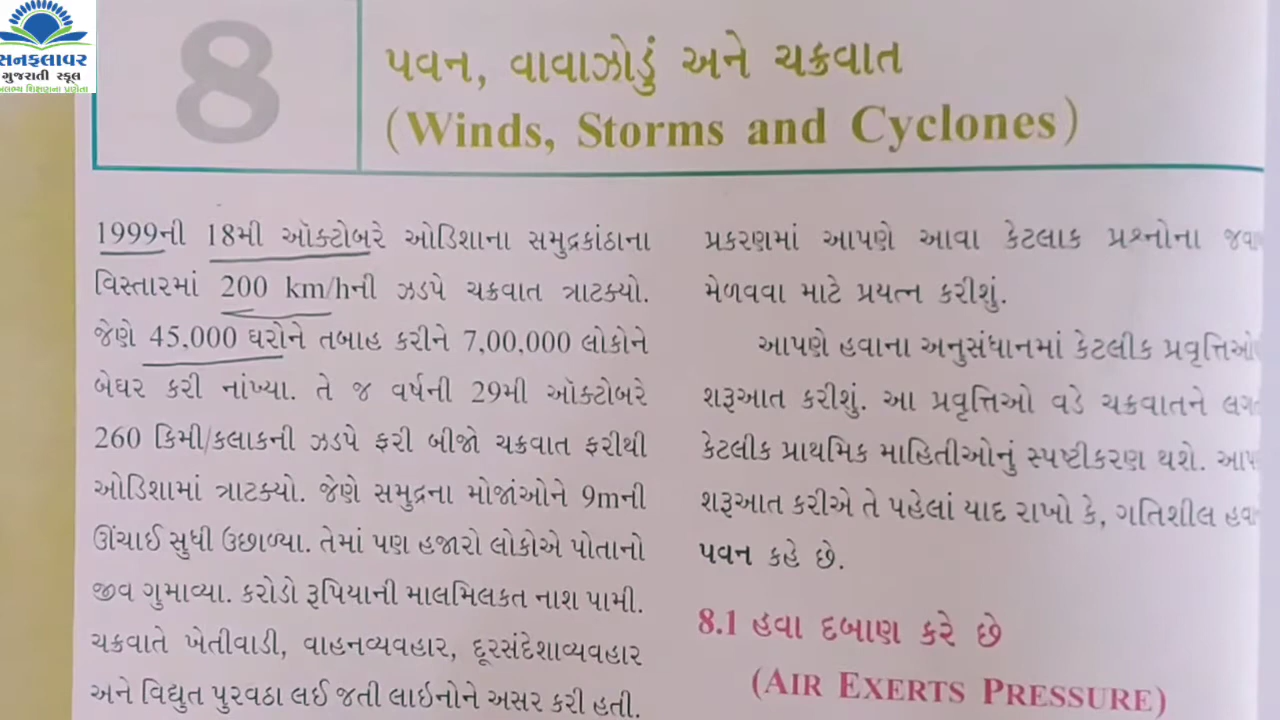 સનફલાવર
ગુજરાતી સ્કૂલ
8
પવન, વાવાઝોડું અને ચક્રવાત
(Winds, Storms and Cyclones)
1999ની 18મી ઑક્ટોબરે ઓડિશાના સમુદ્રકાંઠાના
વિસ્તારમાં 200 km/hની ઝડપે ચક્રવાત ત્રાટક્યો.
જેણે 45,000 ઘરોને તબાહ કરીને 7,00,000 લોકોને
બેઘર કરી નાંખ્યા. તે જ વર્ષની 29મી ઑક્ટોબરે
260 કિમી/કલાકની ઝડપે ફરી બીજો ચક્રવાત ફરીથી
ઓડિશામાં ત્રાટક્યો. જેણે સમુદ્રના મોજાંઓને 9mની
ઊંચાઈ સુધી ઉછાળ્યા. તેમાં પણ હજારો લોકોએ પોતાનો
જીવ ગુમાવ્યા. કરોડો રૂપિયાની માલમિલકત નાશ પામી.
ચક્રવાતે ખેતીવાડી, વાહનવ્યવહાર, દૂરસંદેશાવ્યવહાર
અને વિદ્યુત પુરવઠા લઈ જતી લાઇનોને અસર કરી હતી.
પ્રકરણમાં આપણે આવા કેટલાક પ્રશ્નોના
મેળવવા માટે પ્રયત્ન કરીશું.
આપણે હવાના અનુસંધાનમાં કેટલીક
શરૂઆત કરીશું. આ પ્રવૃત્તિઓ વડે ચક્રવાતને
કેટલીક પ્રાથમિક માહિતીઓનું સ્પષ્ટીકરણ થશે.
શરૂઆત કરીએ તે પહેલાં યાદ રાખો કે, ગતિશીલ
પવન કહે છે.
8.1 હવા દબાણ કરે છે
(AIR EXERTS PRESSURE)